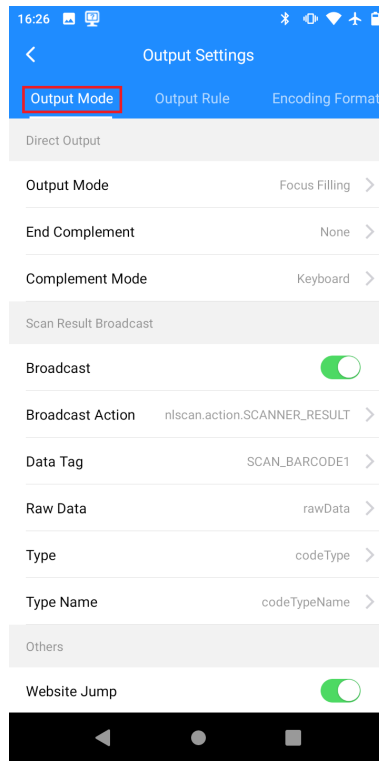 16:26
Output Settings
Output Mode Output Rule Encoding Format
Direct Output
Output Mode Focus Filling
End Complement None
Complement Mode Keyboard
Scan Result Broadcast
Broadcast
Broadcast Action nlscan.action.SCANNER_RESULT
Data Tag SCAN_BARCODE1
Raw Data rawData
Type codeType
Type Name codeTypeName
Others
Website Jump